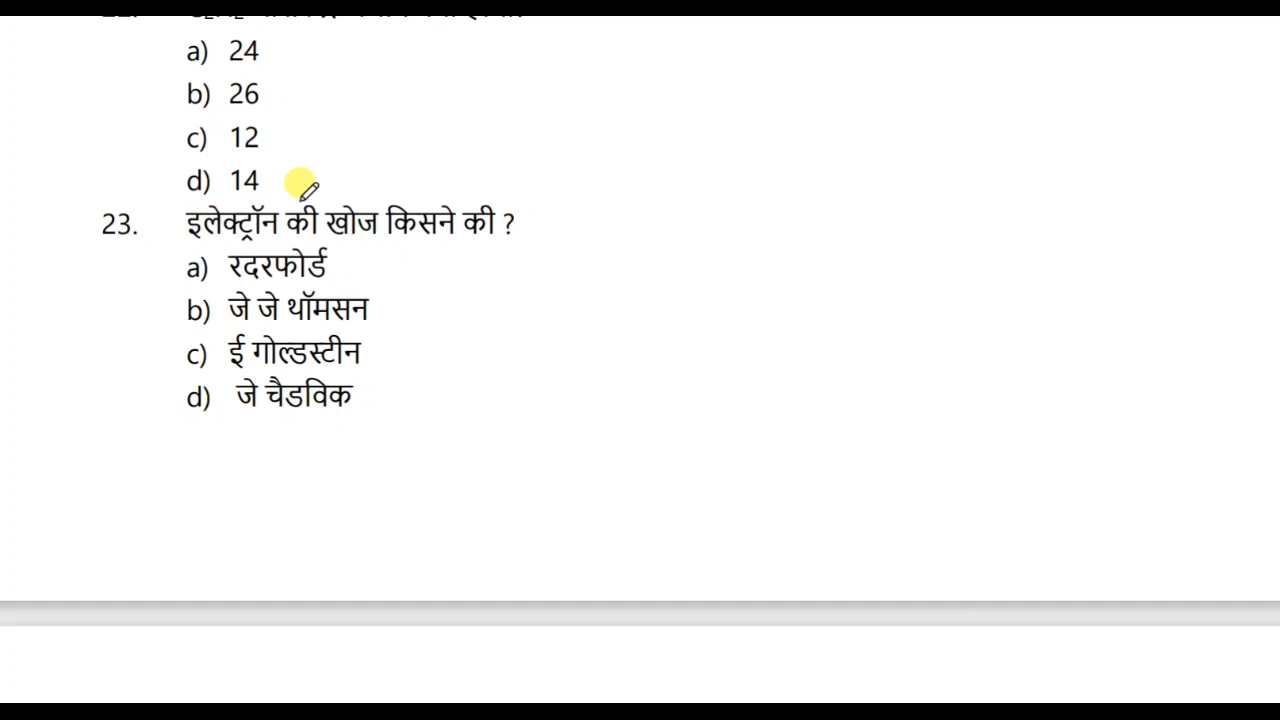 a) 24
b) 26
c) 12
d) 14
23. इलेक्ट्रॉन की खोज किसने की ?
a) रदरफोर्ड
b) जे जे थॉमसन
c) ई गोल्डस्टीन
d) जे चैडविक